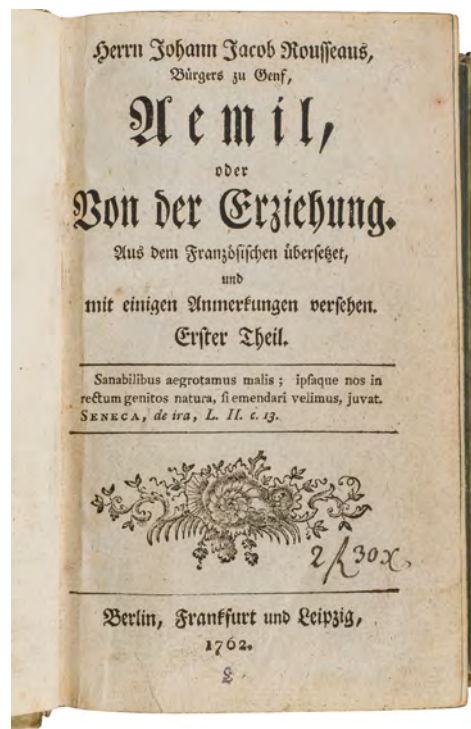 Herrn Johann Jacob Rousseaus,
Bürgers zu Genf,
Aemil,
oder
Von der Erziehung.
Aus dem Französischen übersetzet,
und
mit einigen Anmerkungen versehen.
Erster Theil.
Sanabilibus aegrotamus malis; ipſaque nos in
rectum genitos natura, ſi emendari velimus, juvat.
SENECA, de ira, L. II. c. 13.
Berlin, Frankfurt und Leipzig,
1762.